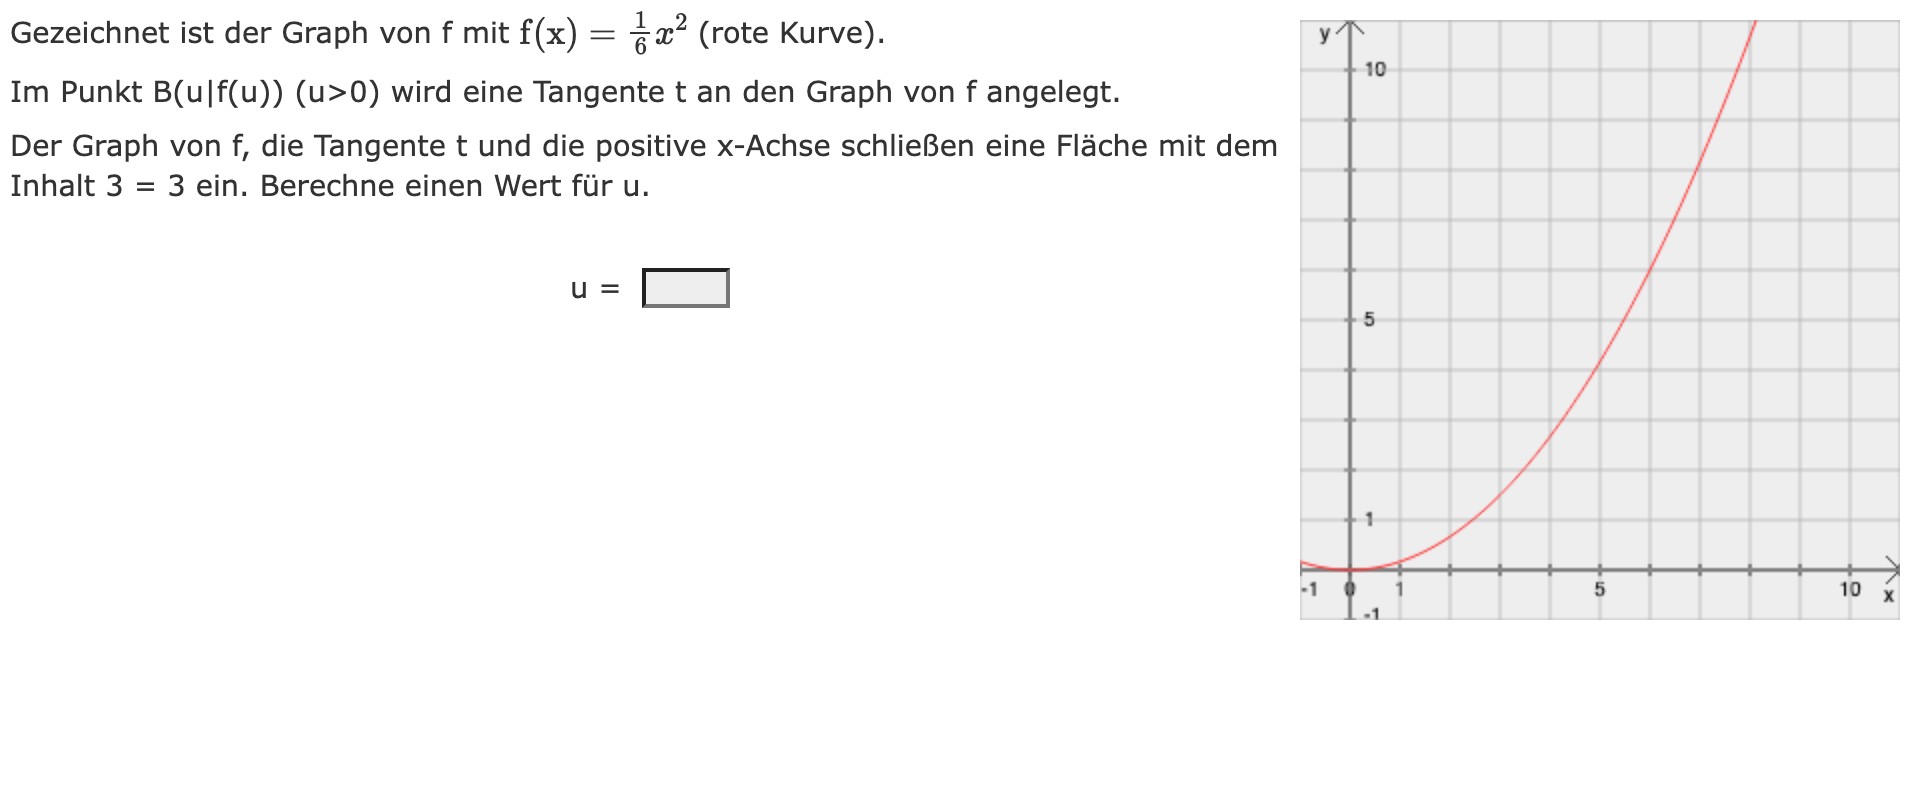 Gezeichnet ist der Graph von f mit f(x) = 1/6 x² (rote Kurve).
Im Punkt B(u|f(u)) (u>0) wird eine Tangente t an den Graph von f angelegt.
Der Graph von f, die Tangente t und die positive x-Achse schließen eine Fläche mit dem
Inhalt 3 = 3 ein. Berechne einen Wert für u.
u =
y
10
5
1
-1 0 1 5 10 x
-1